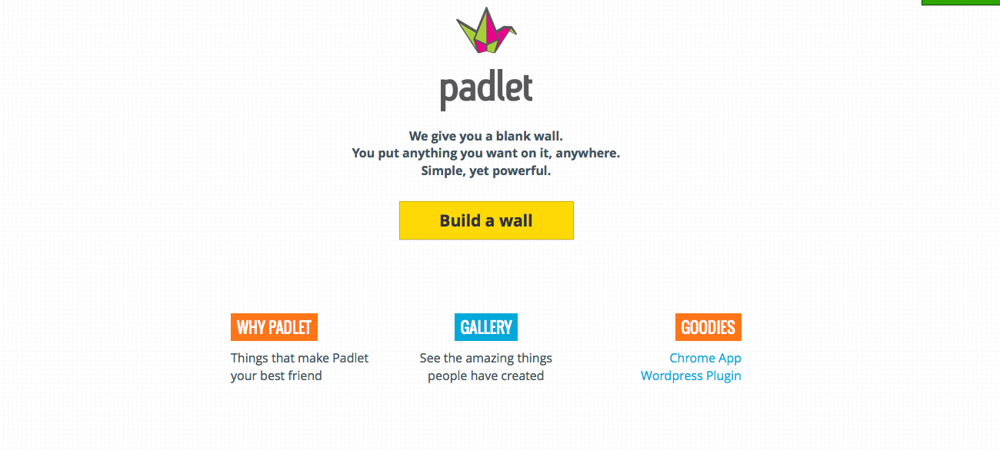 padlet
We give you a blank wall.
You put anything you want on it, anywhere.
Simple, yet powerful.
Build a wall
WHY PADLET
Things that make Padlet
your best friend
GALLERY
See the amazing things
people have created
GOODIES
Chrome App
Wordpress Plugin